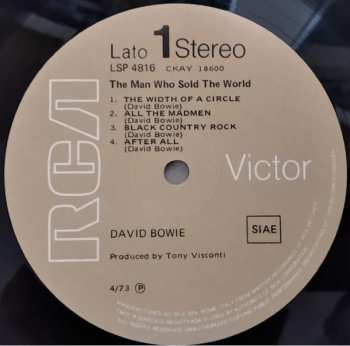 Lato 1 Stereo
LSP 4816 CKAY 18600
The Man Who Sold The World
1. THE WIDTH OF A CIRCLE
(David Bowie)
2. ALL THE MADMEN
(David Bowie)
3. BLACK COUNTRY ROCK
(David Bowie)
4. AFTER ALL
(David Bowie)
RCA
Victor
DAVID BOWIE
SIAE
Produced by Tony Visconti
4/73 Ⓟ